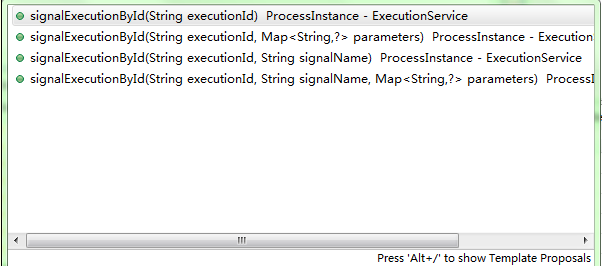 signalExecutionById(String executionId)  ProcessInstance - ExecutionService
signalExecutionById(String executionId, Map<String,?> parameters)  ProcessInstance - Execution
signalExecutionById(String executionId, String signalName)  ProcessInstance - ExecutionService
signalExecutionById(String executionId, String signalName, Map<String,?> parameters)  ProcessI
Press 'Alt+/' to show Template Proposals